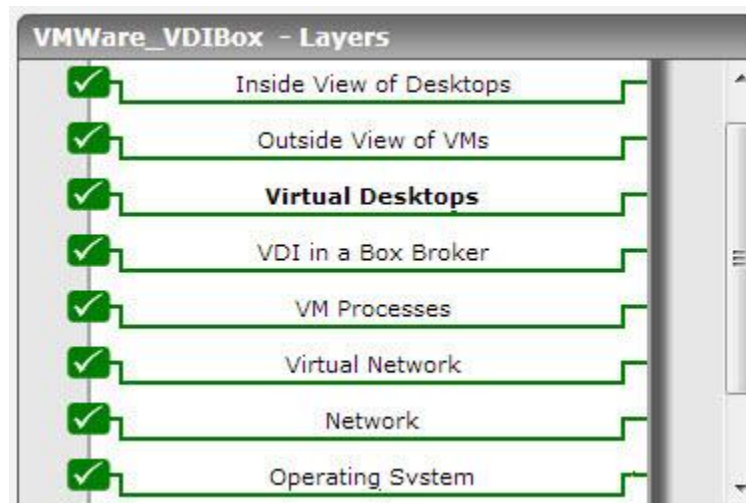 VMWare_VDIBox - Layers
Inside View of Desktops
Outside View of VMs
Virtual Desktops
VDI in a Box Broker
VM Processes
Virtual Network
Network
Operating System